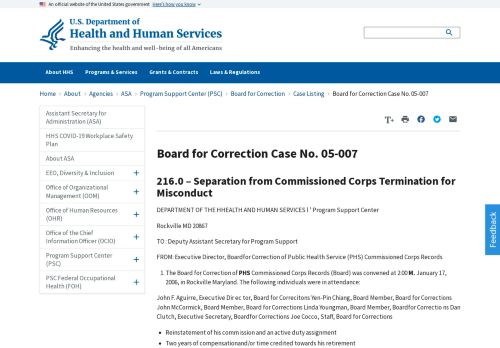 An official website of the United States government Here's how you know
U.S. Department of
Health and Human Services
Enhancing the health and well-being of all Americans
About HHS Programs & Services Grants & Contracts Laws & Regulations
Home › About › Agencies › ASA › Program Support Center (PSC) › Board for Correction › Case Listing › Board for Correction Case No. 05-007
Assistant Secretary for
Administration (ASA)
HHS COVID-19 Workplace Safety
Plan
About ASA
EEO, Diversity & Inclusion +
Office of Organizational
Management (OOM) +
Office of Human Resources
(OHR) +
Office of the Chief
Information Officer (OCIO) +
Program Support Center
(PSC) +
PSC Federal Occupational
Health (FOH) +
T+
Board for Correction Case No. 05-007
216.0 – Separation from Commissioned Corps Termination for
Misconduct
DEPARTMENT OF THE HHEALTH AND HUMAN SERVICES l ' Program Support Center
Rockville MD 20867
TO : Deputy Assistant Secretary for Program Support
FROM: Executive Director, Boardfor Correction of Public Health Service (PHS) Commissioned Corps Records
1. The Board for Correction of PHS Commissioned Corps Records (Board) was convened at 2:00 M. January 17,
2006, in Rockville Maryland. The following individuals were in attendance:
John F. Aguirre, Executive Director, Board for Correcitons Yen-Pin Chiang, Board Member, Board for Corrections
John McCormick, Board Member, Board for Corrections Linda Youngman, Board Member, Boardfor Correctio ns Dan
Clutch, Executive Secretary, BoardforCorrections Joe Cocco, Staff, Board for Corrections
• Reinstatement of his commission and an active duty assignment
• Two years of compensationand/or time credited towards his retirement
Feedback